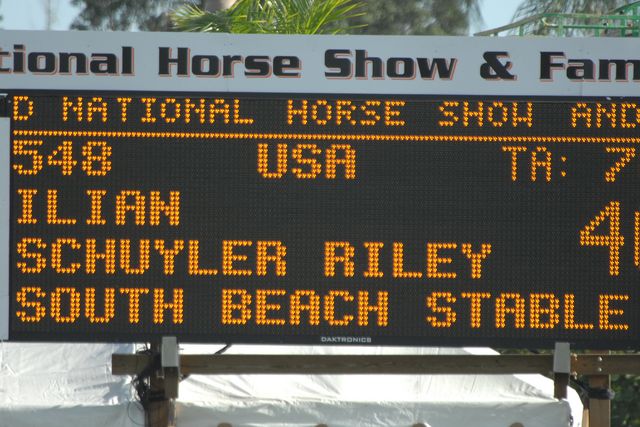 tional Horse Show & Fam
D NATIONAL HORSE SHOW AND
548 USA TA: 7
ILIAN 4
SCHUYLER RILEY
SOUTH BEACH STABLE
DAKTRONICS